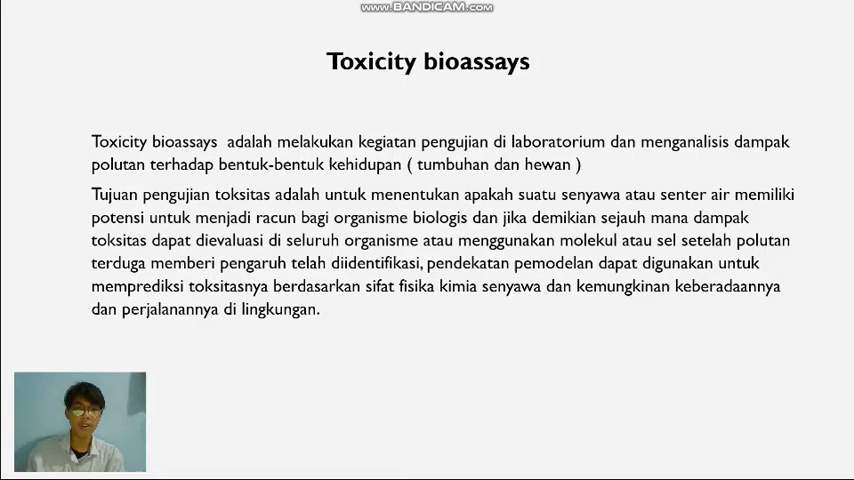 www.BANDICAM.com
Toxicity bioassays
Toxicity bioassays adalah melakukan kegiatan pengujian di laboratorium dan menganalisis dampak
polutan terhadap bentuk-bentuk kehidupan ( tumbuhan dan hewan )
Tujuan pengujian toksitas adalah untuk menentukan apakah suatu senyawa atau senter air memiliki
potensi untuk menjadi racun bagi organisme biologis dan jika demikian sejauh mana dampak
toksitas dapat dievaluasi di seluruh organisme atau menggunakan molekul atau sel setelah polutan
terduga memberi pengaruh telah diidentifikasi, pendekatan pemodelan dapat digunakan untuk
memprediksi toksitasnya berdasarkan sifat fisika kimia senyawa dan kemungkinan keberadaannya
dan perjalanannya di lingkungan.